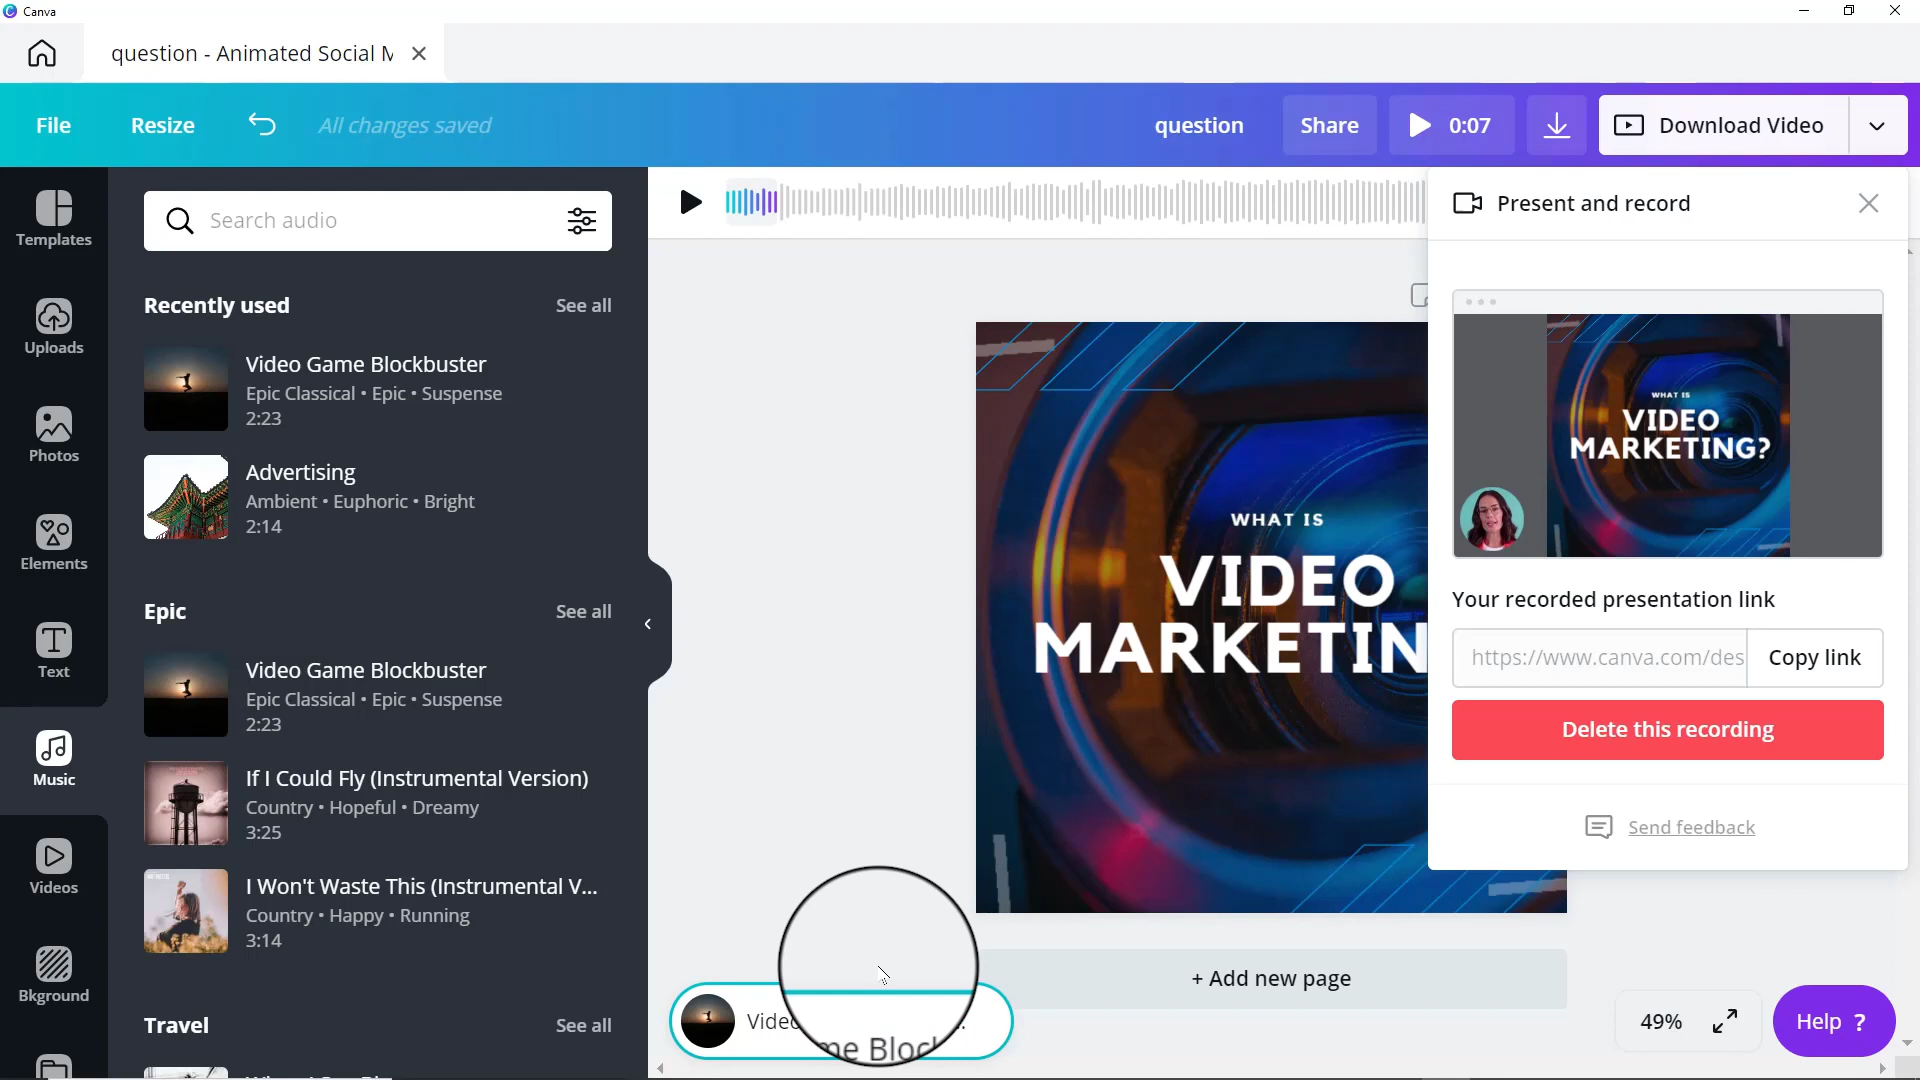 Canva
question - Animated Social M
File
Resize
All changes saved
question
Share
0:07
Download Video
Templates
Uploads
Photos
Elements
Text
Music
Videos
Bkground
Search audio
Recently used
See all
Video Game Blockbuster
Epic Classical • Epic • Suspense
2:23
Advertising
Ambient • Euphoric • Bright
2:14
Epic
See all
Video Game Blockbuster
Epic Classical • Epic • Suspense
2:23
If I Could Fly (Instrumental Version)
Country • Hopeful • Dreamy
3:25
I Won't Waste This (Instrumental V...
Country • Happy • Running
3:14
Travel
See all
WHAT IS
VIDEO
MARKETIN
+ Add new page
Video
me Block
Present and record
WHAT IS
VIDEO
MARKETING?
Your recorded presentation link
https://www.canva.com/des
Copy link
Delete this recording
Send feedback
49%
Help ?